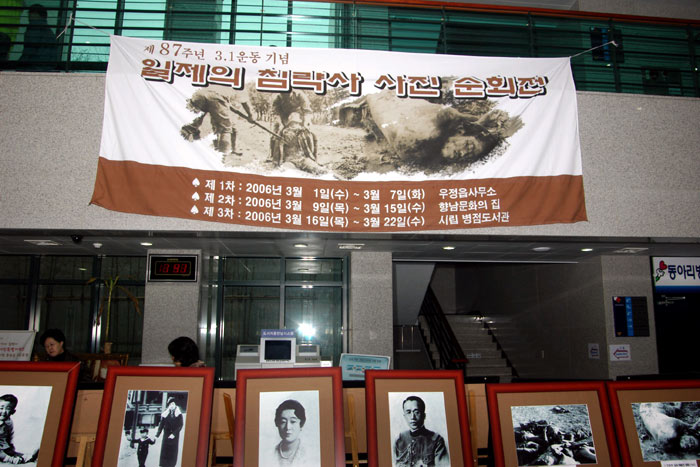 제 87주년 3.1운동 기념
일제의 침략사 사진 순회전
♠ 제 1차 : 2006년 3월 1일(수) ~ 3월 7일(화) 우정읍사무소
♠ 제 2차 : 2006년 3월 9일(목) ~ 3월 15일(수) 향남문화의 집
♠ 제 3차 : 2006년 3월 16일(목) ~ 3월 22일(수) 시립 병점도서관
동아리방